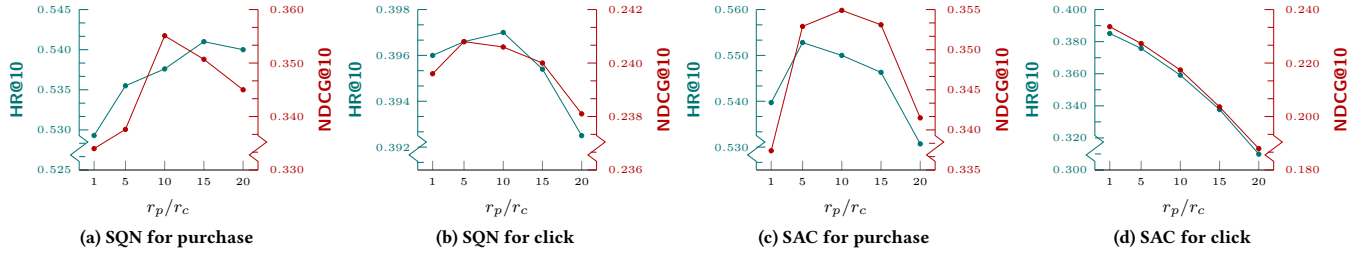 HR@10
0.545
0.540
0.535
0.530
0.525
0.360
0.350
0.340
0.330
NDCG@10
1 5 10 15 20
r_p/r_c
(a) SQN for purchase
HR@10
0.398
0.396
0.394
0.392
0.242
0.240
0.238
0.236
NDCG@10
1 5 10 15 20
r_p/r_c
(b) SQN for click
HR@10
0.560
0.550
0.540
0.530
0.355
0.350
0.345
0.340
0.335
NDCG@10
1 5 10 15 20
r_p/r_c
(c) SAC for purchase
HR@10
0.400
0.380
0.360
0.340
0.320
0.300
0.240
0.220
0.200
0.180
NDCG@10
1 5 10 15 20
r_p/r_c
(d) SAC for click